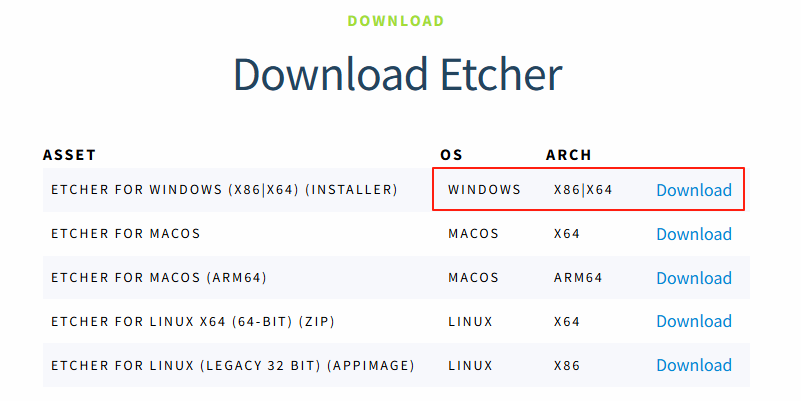 DOWNLOAD
Download Etcher
ASSET OS ARCH
ETCHER FOR WINDOWS (X86|X64) (INSTALLER) WINDOWS X86|X64 Download
ETCHER FOR MACOS MACOS X64 Download
ETCHER FOR MACOS (ARM64) MACOS ARM64 Download
ETCHER FOR LINUX X64 (64-BIT) (ZIP) LINUX X64 Download
ETCHER FOR LINUX (LEGACY 32 BIT) (APPIMAGE) LINUX X86 Download